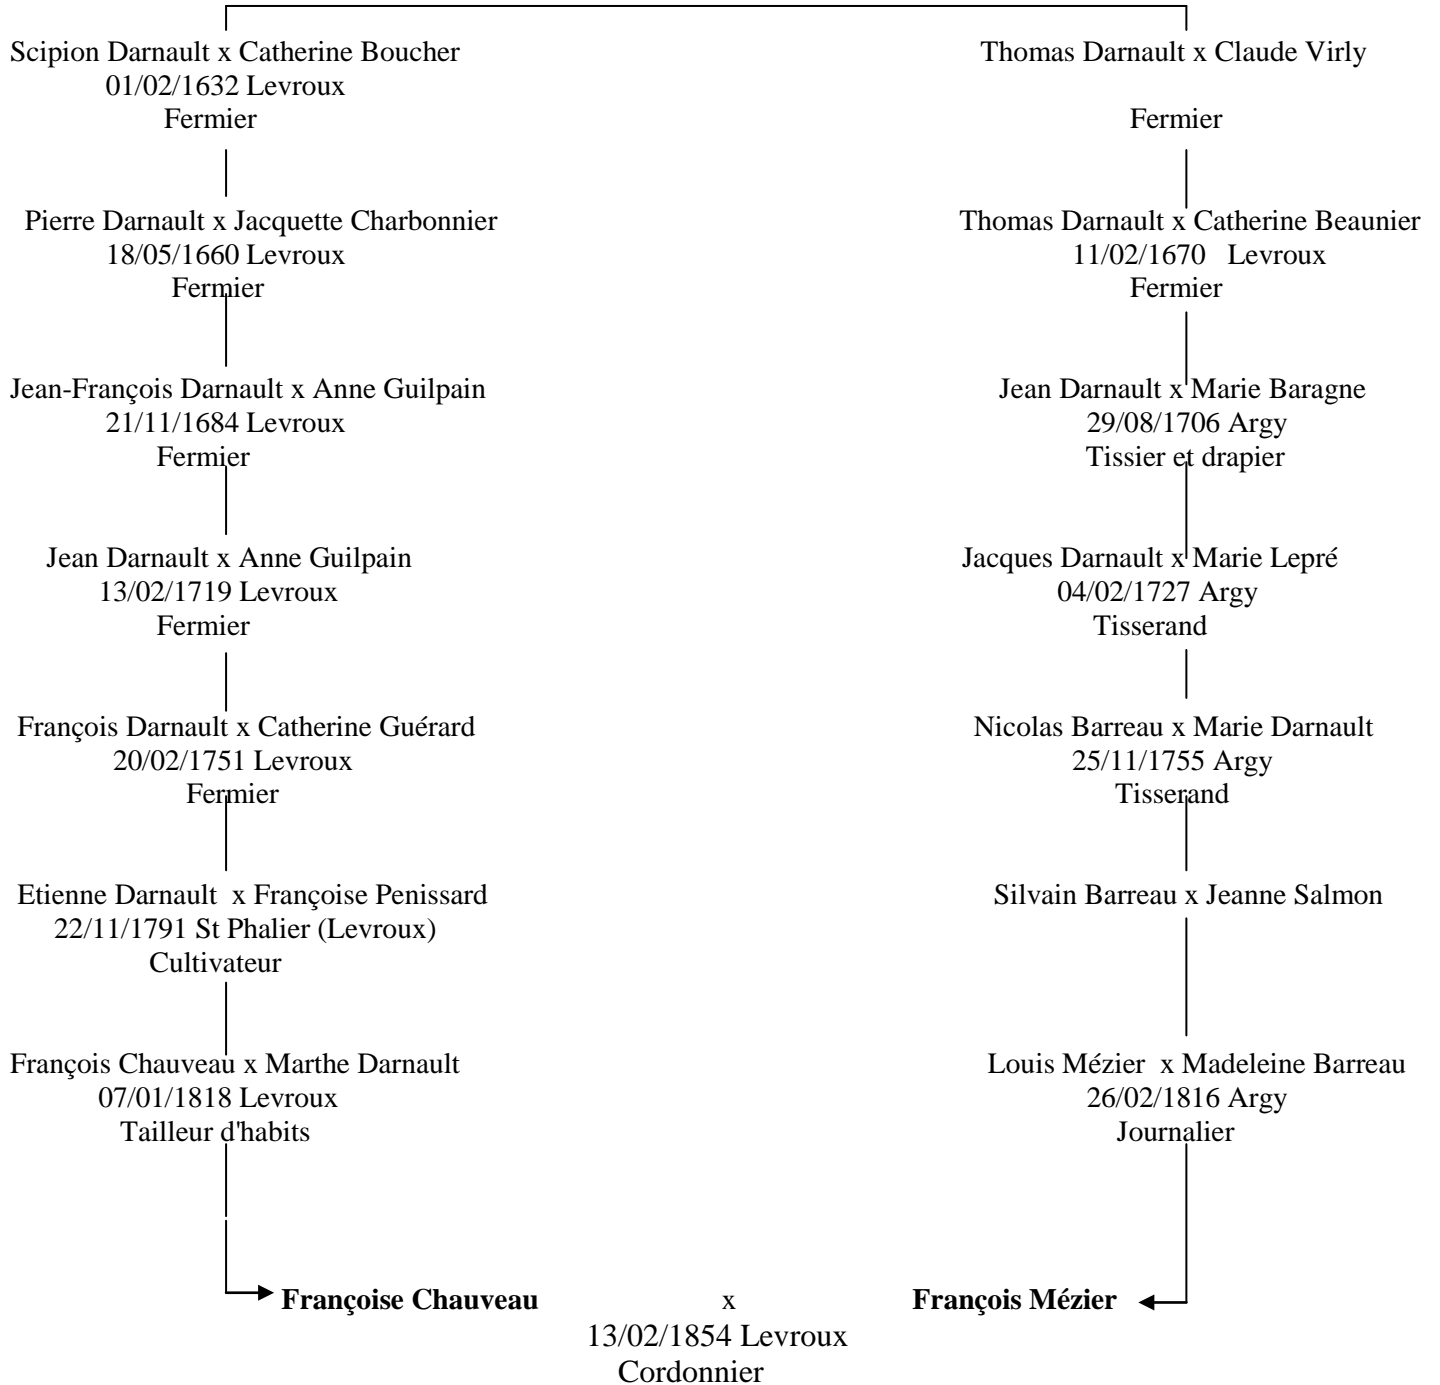 Scipion Darnault x Catherine Boucher
01/02/1632 Levroux
Fermier
Thomas Darnault x Claude Virly
Fermier
Pierre Darnault x Jacquette Charbonnier
18/05/1660 Levroux
Fermier
Thomas Darnault x Catherine Beaunier
11/02/1670 Levroux
Fermier
Jean-François Darnault x Anne Guilpain
21/11/1684 Levroux
Fermier
Jean Darnault x Marie Baragne
29/08/1706 Argy
Tissier et drapier
Jean Darnault x Anne Guilpain
13/02/1719 Levroux
Fermier
Jacques Darnault x Marie Lepré
04/02/1727 Argy
Tisserand
François Darnault x Catherine Guérard
20/02/1751 Levroux
Fermier
Nicolas Barreau x Marie Darnault
25/11/1755 Argy
Tisserand
Etienne Darnault x Françoise Penissard
22/11/1791 St Phalier (Levroux)
Cultivateur
Silvain Barreau x Jeanne Salmon
François Chauveau x Marthe Darnault
07/01/1818 Levroux
Tailleur d'habits
Louis Mézier x Madeleine Barreau
26/02/1816 Argy
Journalier
Françoise Chauveau x François Mézier
13/02/1854 Levroux
Cordonnier